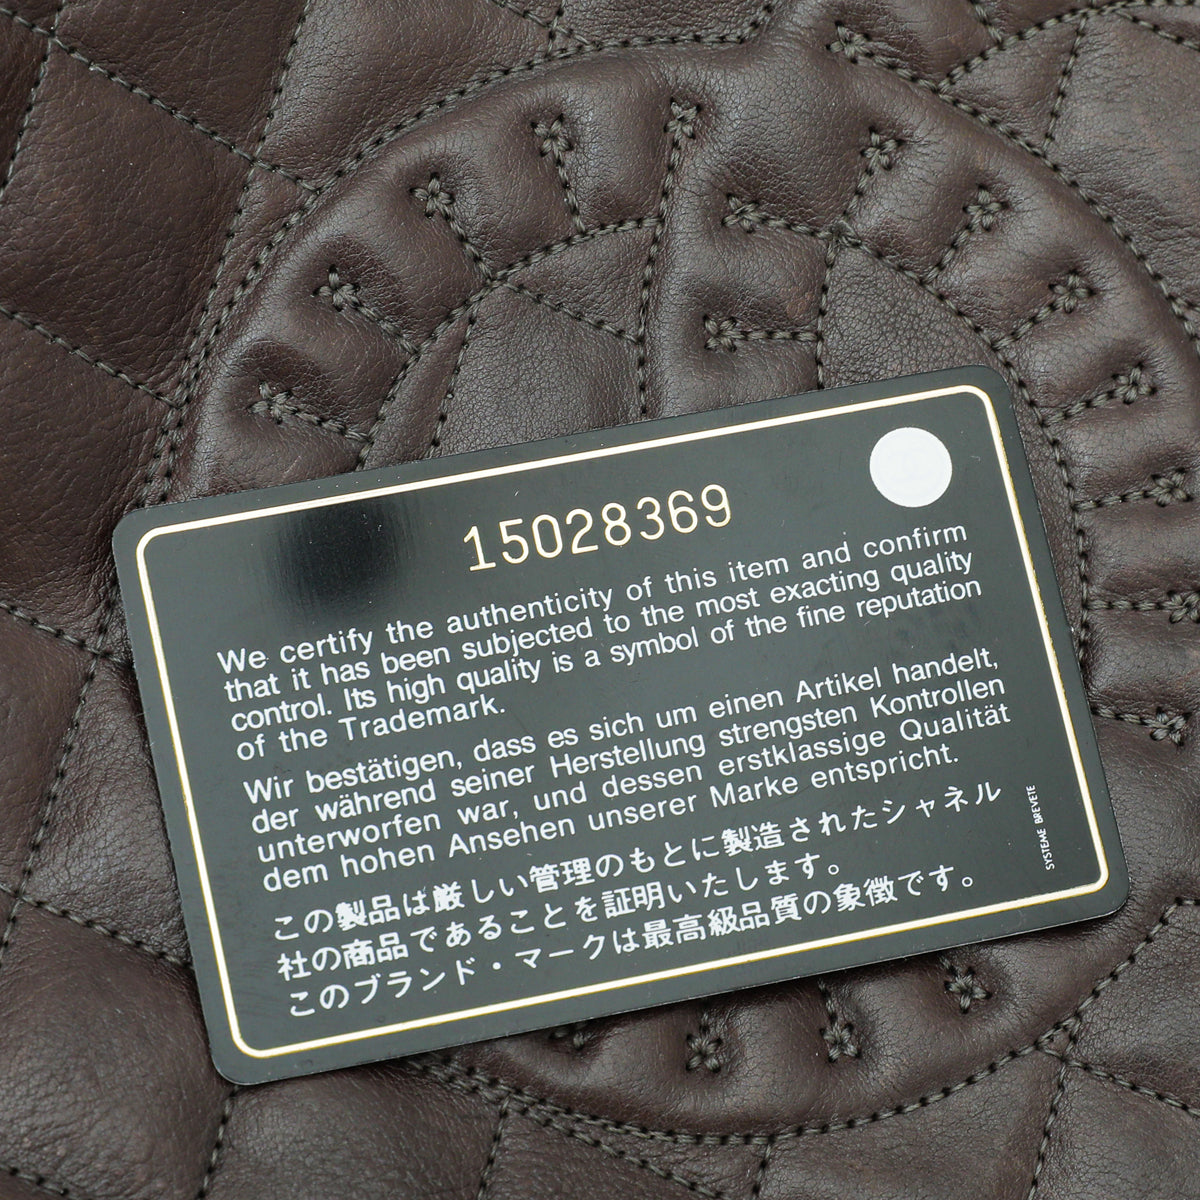 15028369
We certify the authenticity of this item and confirm
that it has been subjected to the most exacting quality
control. Its high quality is a symbol of the fine reputation
of the Trademark.
Wir bestätigen, dass es sich um einen Artikel handelt,
der während seiner Herstellung strengsten Kontrollen
unterworfen war, und dessen erstklassige Qualität
dem hohen Ansehen unserer Marke entspricht.
この製品は厳しい管理のもとに製造されたシャネル
社の商品であることを証明いたします。
このブランド・マークは最高級品質の象徴です。
SYSTEME BREVETE